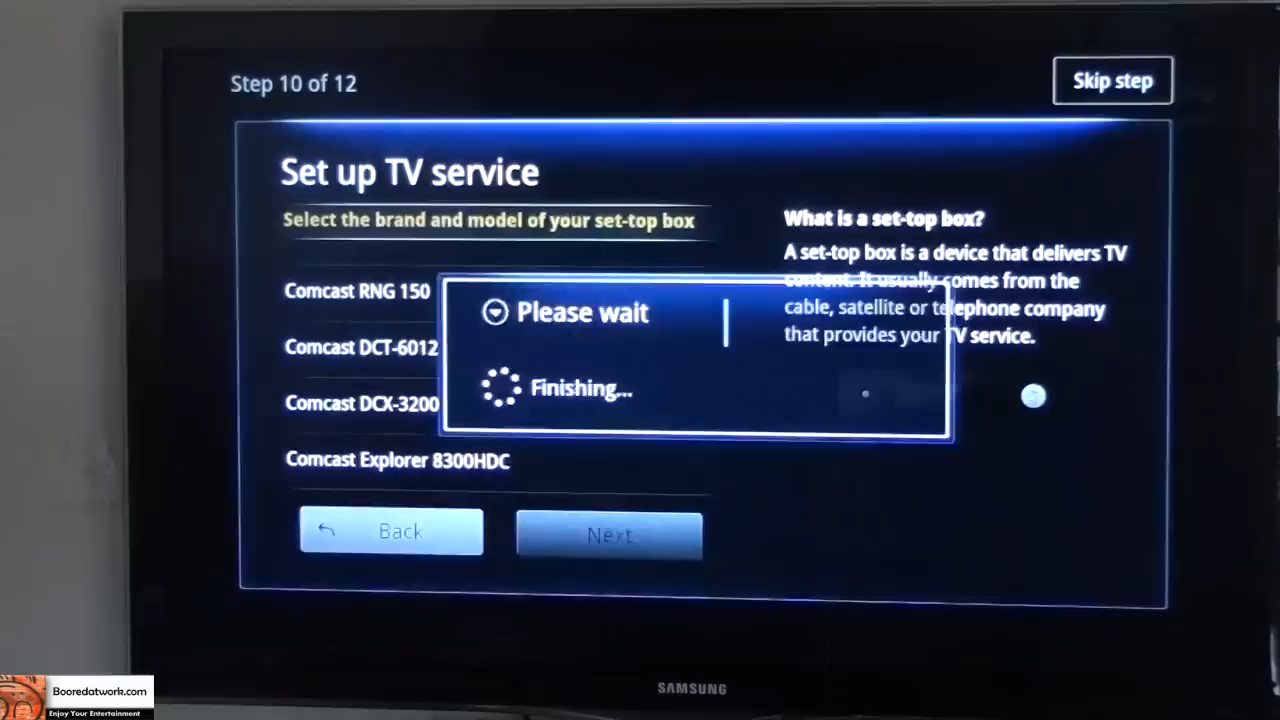 Step 10 of 12
Skip step
Set up TV service
Select the brand and model of your set-top box
Comcast RNG 150
Comcast DCT-6012
Comcast DCX-3200
Comcast Explorer 8300HDC
What is a set-top box?
A set-top box is a device that delivers TV
content. It usually comes from the
cable, satellite or telephone company
that provides your TV service.
Please wait
Finishing...
Back
Next
SAMSUNG
Booredatwork.com
Enjoy Your Entertainment